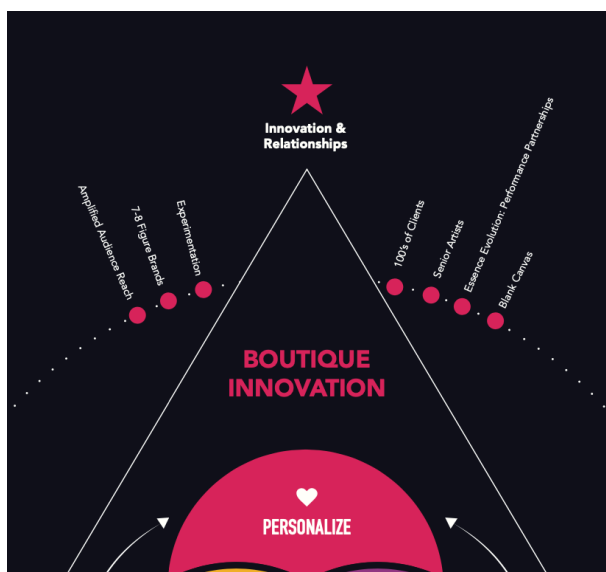 Innovation &
Relationships
Amplified Audience Reach
7-8 Figure Brands
Experimentation
100's of Clients
Senior Artists
Essence Evolution: Performance Partnerships
Blank Canvas
BOUTIQUE
INNOVATION
PERSONALIZE